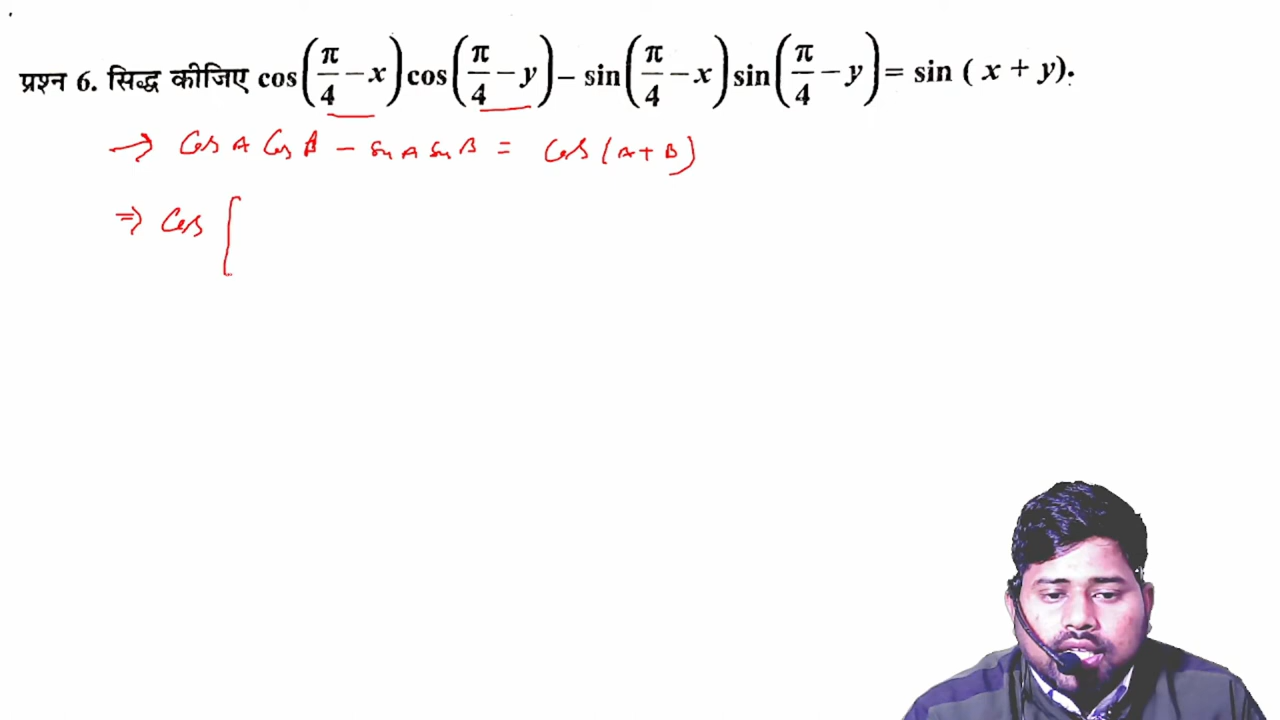 प्रश्न 6. सिद्ध कीजिए cos(π/4 − x)cos(π/4 − y) − sin(π/4 − x)sin(π/4 − y) = sin ( x + y).
→ Cos A Cos B − Sin A Sin B = Cos (A + B)
⇒ Cos [